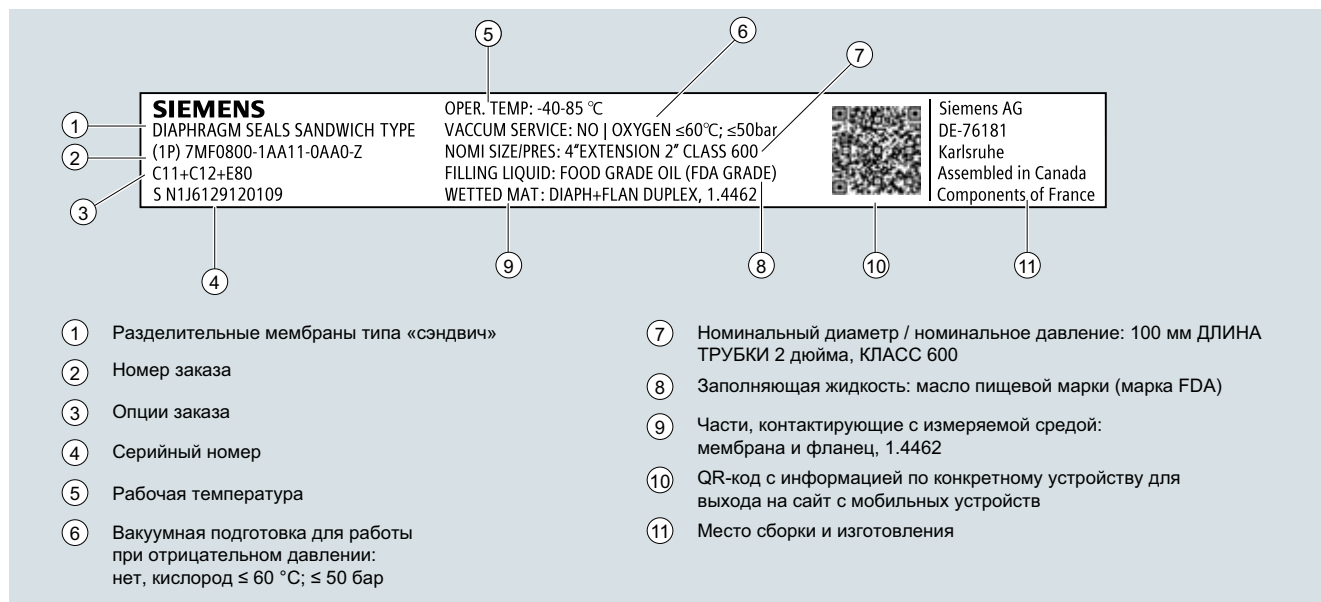 5
6
7
SIEMENS
DIAPHRAGM SEALS SANDWICH TYPE
(1P) 7MF0800-1AA11-0AA0-Z
C11+C12+E80
S N1J6129120109
OPER. TEMP: -40-85 °C
VACCUM SERVICE: NO | OXYGEN ≤60°C; ≤50bar
NOMI SIZE/PRES: 4"EXTENSION 2" CLASS 600
FILLING LIQUID: FOOD GRADE OIL (FDA GRADE)
WETTED MAT: DIAPH+FLAN DUPLEX, 1.4462
Siemens AG
DE-76181
Karlsruhe
Assembled in Canada
Components of France
1
2
3
4
9
8
10
11
1 Разделительные мембраны типа «сэндвич»
2 Номер заказа
3 Опции заказа
4 Серийный номер
5 Рабочая температура
6 Вакуумная подготовка для работы
при отрицательном давлении:
нет, кислород ≤ 60 °C; ≤ 50 бар
7 Номинальный диаметр / номинальное давление: 100 мм ДЛИНА
ТРУБКИ 2 дюйма, КЛАСС 600
8 Заполняющая жидкость: масло пищевой марки (марка FDA)
9 Части, контактирующие с измеряемой средой:
мембрана и фланец, 1.4462
10 QR-код с информацией по конкретному устройству для
выхода на сайт с мобильных устройств
11 Место сборки и изготовления